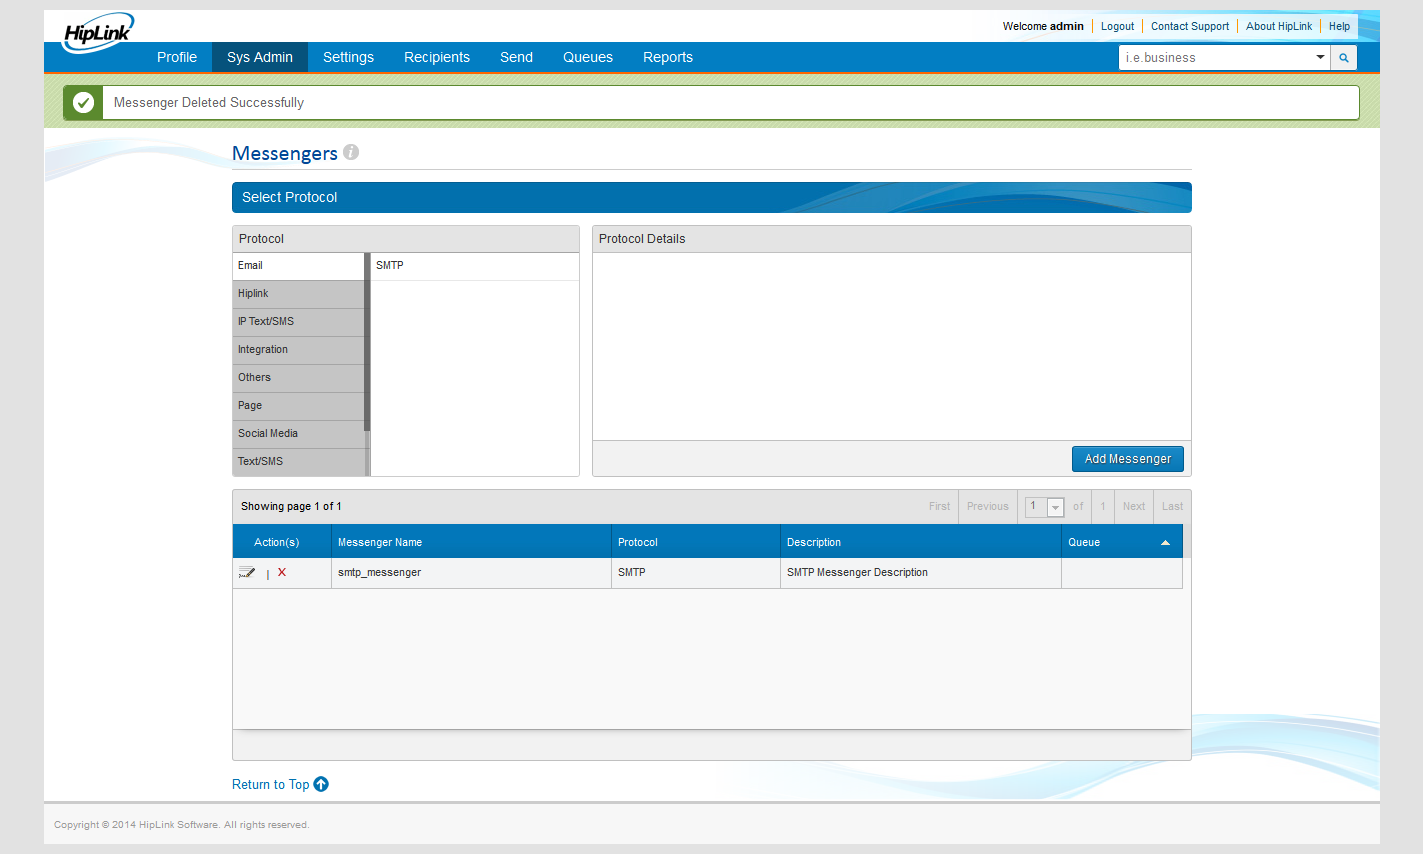 HipLink
Welcome admin Logout Contact Support About HipLink Help
Profile Sys Admin Settings Recipients Send Queues Reports i.e.business
Messenger Deleted Successfully
Messengers i
Select Protocol
Protocol
Protocol Details
Email SMTP
Hiplink
IP Text/SMS
Integration
Others
Page
Social Media
Text/SMS
Add Messenger
Showing page 1 of 1 First Previous 1 of 1 Next Last
Action(s) Messenger Name Protocol Description Queue
| X smtp_messenger SMTP SMTP Messenger Description
Return to Top
Copyright © 2014 HipLink Software. All rights reserved.